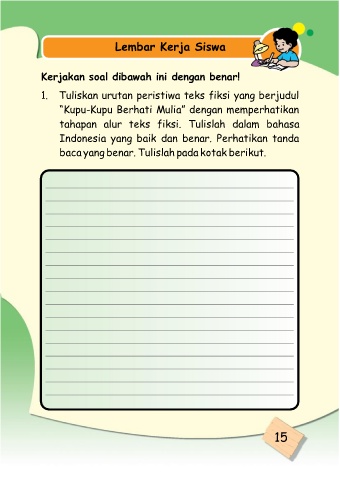 Lembar Kerja Siswa
Kerjakan soal dibawah ini dengan benar!
1. Tuliskan urutan peristiwa teks fiksi yang berjudul
"Kupu-Kupu Berhati Mulia" dengan memperhatikan
tahapan alur teks fiksi. Tulislah dalam bahasa
Indonesia yang baik dan benar. Perhatikan tanda
baca yang benar. Tulislah pada kotak berikut.
15